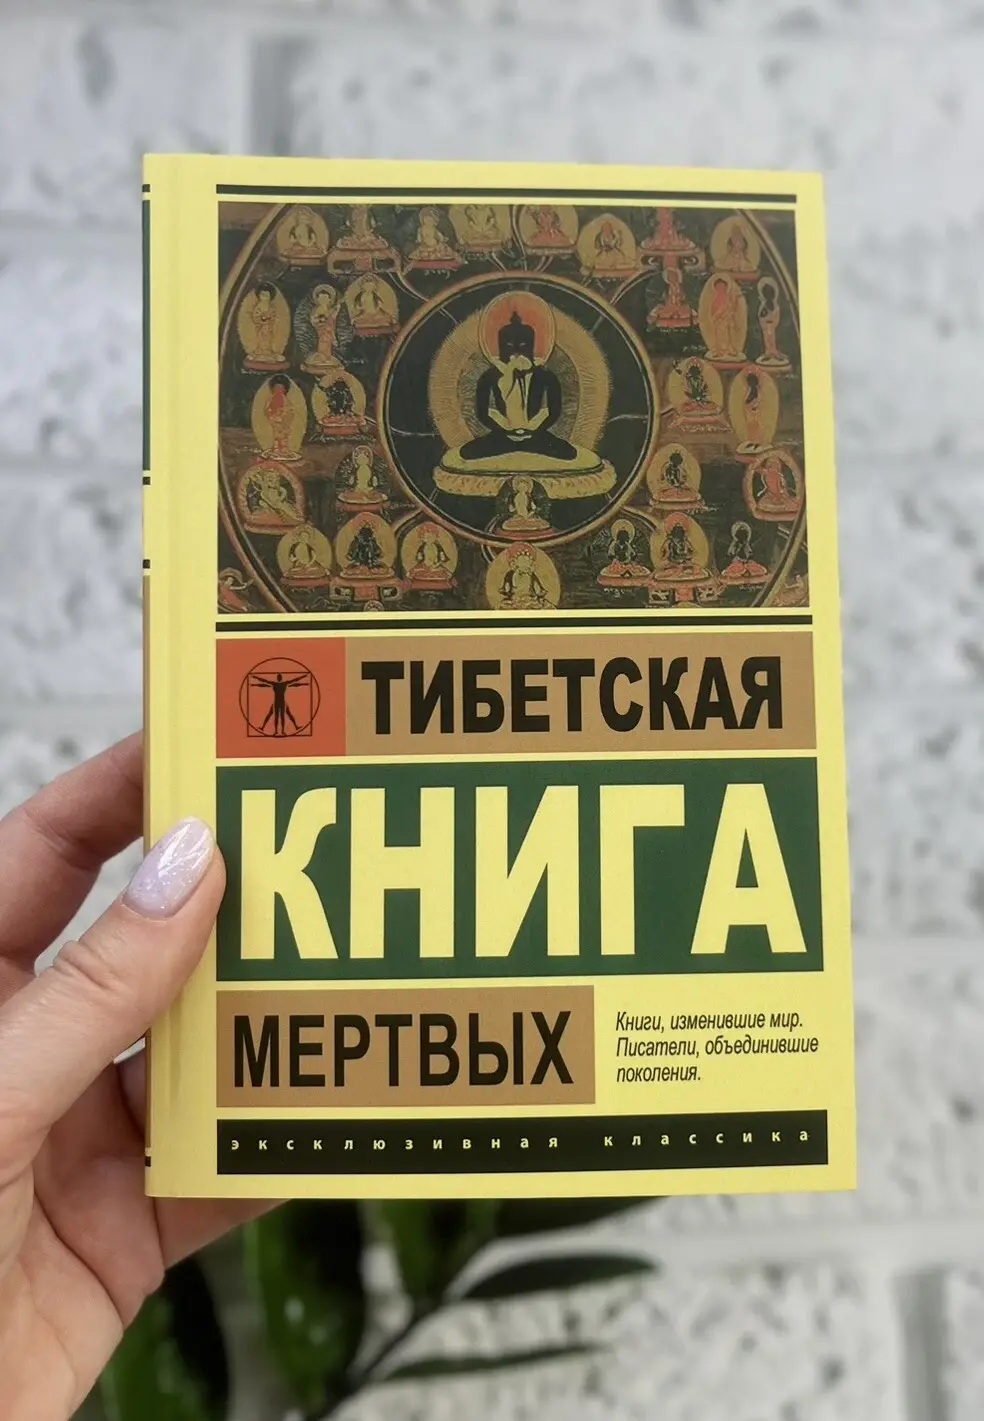 ТИБЕТСКАЯ
КНИГА
МЕРТВЫХ
Книги, изменившие мир.
Писатели, объединившие
поколения.
эксклюзивная классика